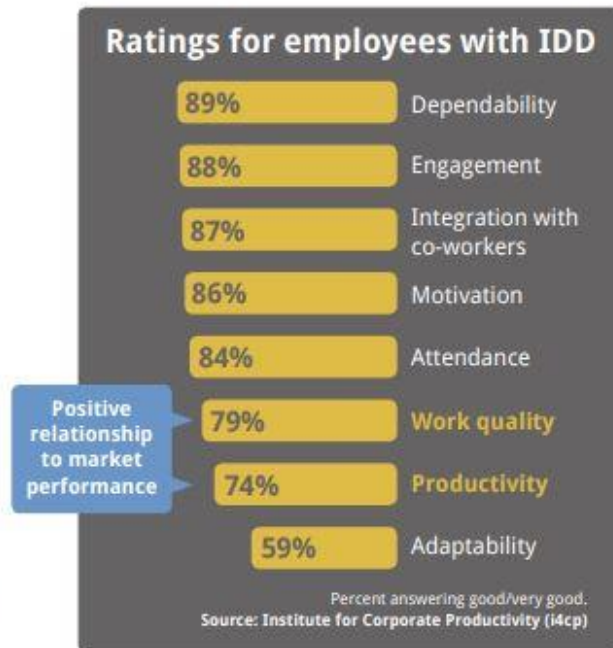 Ratings for employees with IDD
89% Dependability
88% Engagement
87% Integration with
co-workers
86% Motivation
84% Attendance
Positive
relationship
to market
performance
79% Work quality
74% Productivity
59% Adaptability
Percent answering good/very good.
Source: Institute for Corporate Productivity (i4cp)